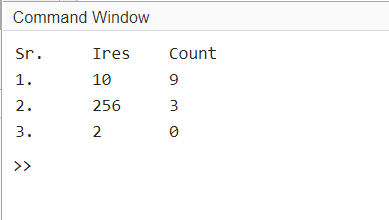 Command Window
Sr. Ires Count
1. 10 9
2. 256 3
3. 2 0
>>